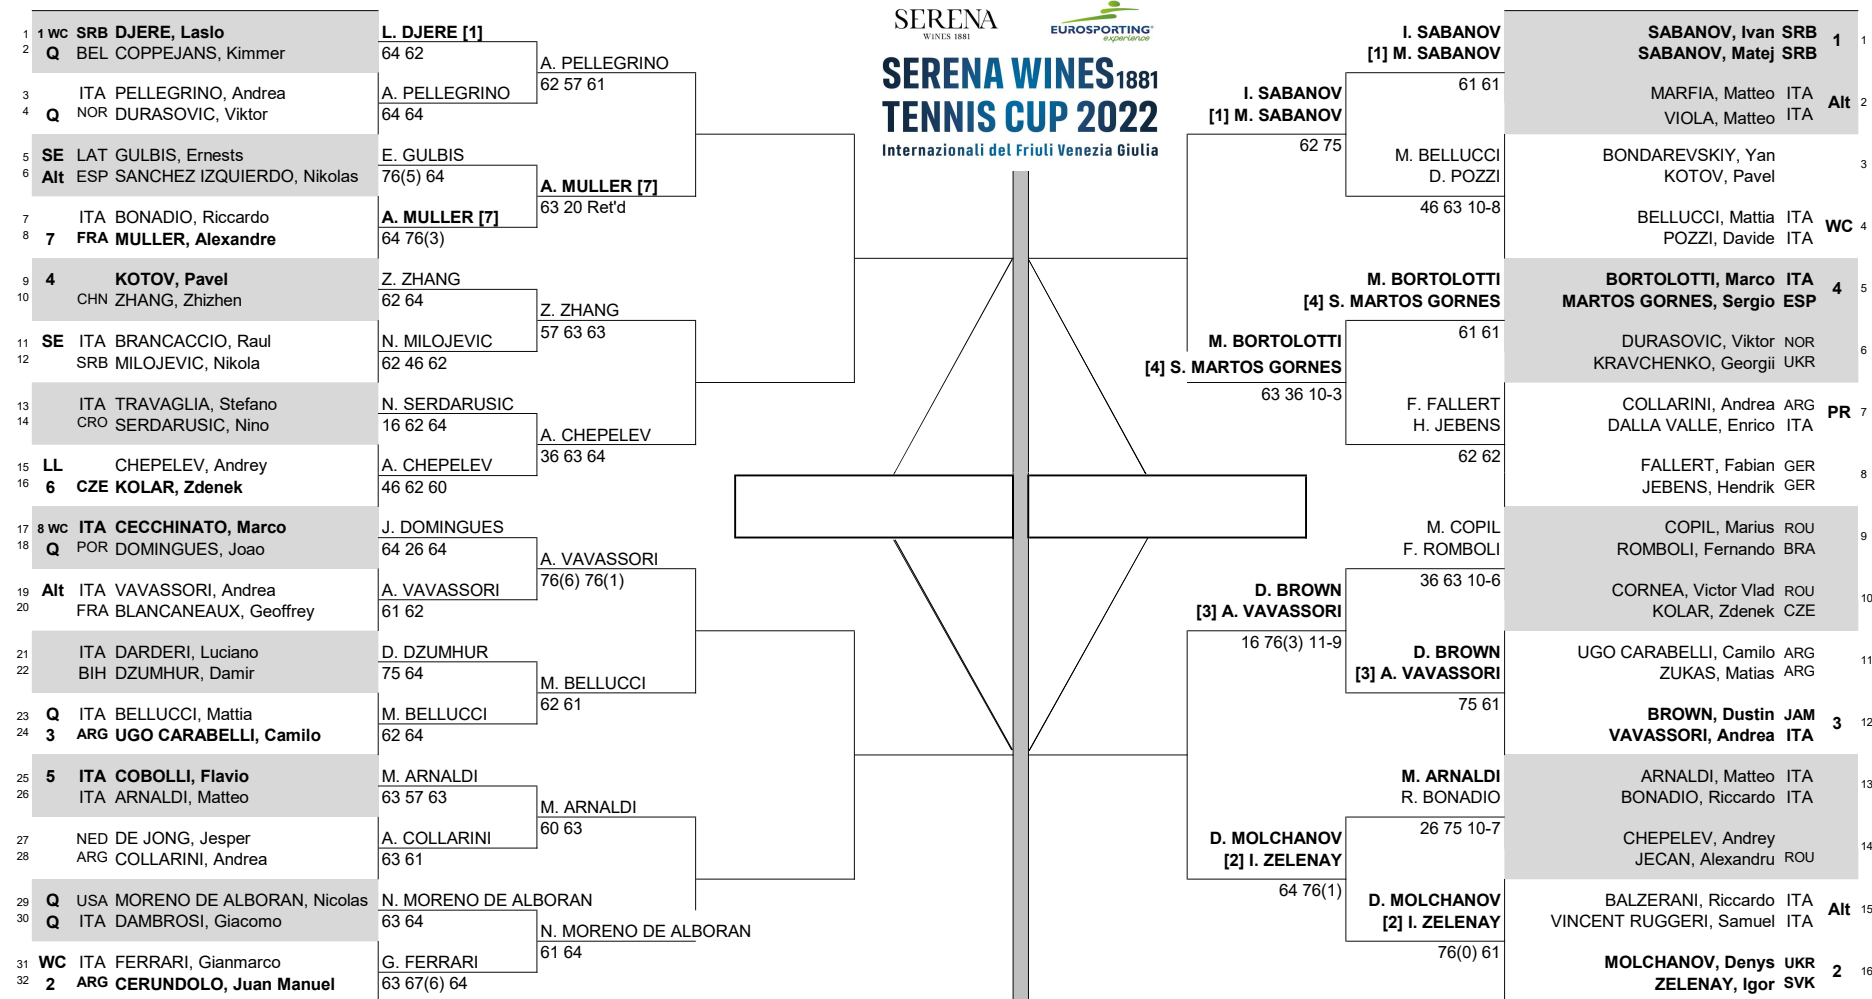 SERENA
WINES 1881
EUROSPORTING®
experience
SERENA WINES 1881
TENNIS CUP 2022
Internazionali del Friuli Venezia Giulia
1 1 WC SRB DJERE, Laslo
2 Q BEL COPPEJANS, Kimmer
3 ITA PELLEGRINO, Andrea
4 Q NOR DURASOVIC, Viktor
5 SE LAT GULBIS, Ernests
6 Alt ESP SANCHEZ IZQUIERDO, Nikolas
7 ITA BONADIO, Riccardo
8 7 FRA MULLER, Alexandre
9 4 KOTOV, Pavel
10 CHN ZHANG, Zhizhen
11 SE ITA BRANCACCIO, Raul
12 SRB MILOJEVIC, Nikola
13 ITA TRAVAGLIA, Stefano
14 CRO SERDARUSIC, Nino
15 LL CHEPELEV, Andrey
16 6 CZE KOLAR, Zdenek
17 8 WC ITA CECCHINATO, Marco
18 Q POR DOMINGUES, Joao
19 Alt ITA VAVASSORI, Andrea
20 FRA BLANCANEAUX, Geoffrey
21 ITA DARDERI, Luciano
22 BIH DZUMHUR, Damir
23 Q ITA BELLUCCI, Mattia
24 3 ARG UGO CARABELLI, Camilo
25 5 ITA COBOLLI, Flavio
26 ITA ARNALDI, Matteo
27 NED DE JONG, Jesper
28 ARG COLLARINI, Andrea
29 Q USA MORENO DE ALBORAN, Nicolas
30 Q ITA DAMBROSI, Giacomo
31 WC ITA FERRARI, Gianmarco
32 2 ARG CERUNDOLO, Juan Manuel
L. DJERE [1]
64 62
A. PELLEGRINO
64 64
E. GULBIS
76(5) 64
A. MULLER [7]
64 76(3)
Z. ZHANG
62 64
N. MILOJEVIC
62 46 62
N. SERDARUSIC
16 62 64
A. CHEPELEV
46 62 60
J. DOMINGUES
64 26 64
A. VAVASSORI
61 62
D. DZUMHUR
75 64
M. BELLUCCI
62 64
M. ARNALDI
63 57 63
A. COLLARINI
63 61
N. MORENO DE ALBORAN
63 64
G. FERRARI
63 67(6) 64
A. PELLEGRINO
62 57 61
A. MULLER [7]
63 20 Ret'd
Z. ZHANG
57 63 63
A. CHEPELEV
36 63 64
A. VAVASSORI
76(6) 76(1)
M. BELLUCCI
62 61
M. ARNALDI
60 63
N. MORENO DE ALBORAN
61 64
I. SABANOV
[1] M. SABANOV
62 75
M. BORTOLOTTI
[4] S. MARTOS GORNES
63 36 10-3
D. BROWN
[3] A. VAVASSORI
16 76(3) 11-9
D. MOLCHANOV
[2] I. ZELENAY
64 76(1)
I. SABANOV
[1] M. SABANOV
61 61
M. BELLUCCI
D. POZZI
46 63 10-8
M. BORTOLOTTI
[4] S. MARTOS GORNES
61 61
F. FALLERT
H. JEBENS
62 62
M. COPIL
F. ROMBOLI
36 63 10-6
D. BROWN
[3] A. VAVASSORI
75 61
M. ARNALDI
R. BONADIO
26 75 10-7
D. MOLCHANOV
[2] I. ZELENAY
76(0) 61
SABANOV, Ivan SRB
SABANOV, Matej SRB
1 1
MARFIA, Matteo ITA
VIOLA, Matteo ITA
Alt 2
BONDAREVSKIY, Yan
KOTOV, Pavel
3
BELLUCCI, Mattia ITA
POZZI, Davide ITA
WC 4
BORTOLOTTI, Marco ITA
MARTOS GORNES, Sergio ESP
4 5
DURASOVIC, Viktor NOR
KRAVCHENKO, Georgii UKR
6
COLLARINI, Andrea ARG
DALLA VALLE, Enrico ITA
PR 7
FALLERT, Fabian GER
JEBENS, Hendrik GER
8
COPIL, Marius ROU
ROMBOLI, Fernando BRA
9
CORNEA, Victor Vlad ROU
KOLAR, Zdenek CZE
10
UGO CARABELLI, Camilo ARG
ZUKAS, Matias ARG
11
BROWN, Dustin JAM
VAVASSORI, Andrea ITA
3 12
ARNALDI, Matteo ITA
BONADIO, Riccardo ITA
13
CHEPELEV, Andrey
JECAN, Alexandru ROU
14
BALZERANI, Riccardo ITA
VINCENT RUGGERI, Samuel ITA
Alt 15
MOLCHANOV, Denys UKR
ZELENAY, Igor SVK
2 16